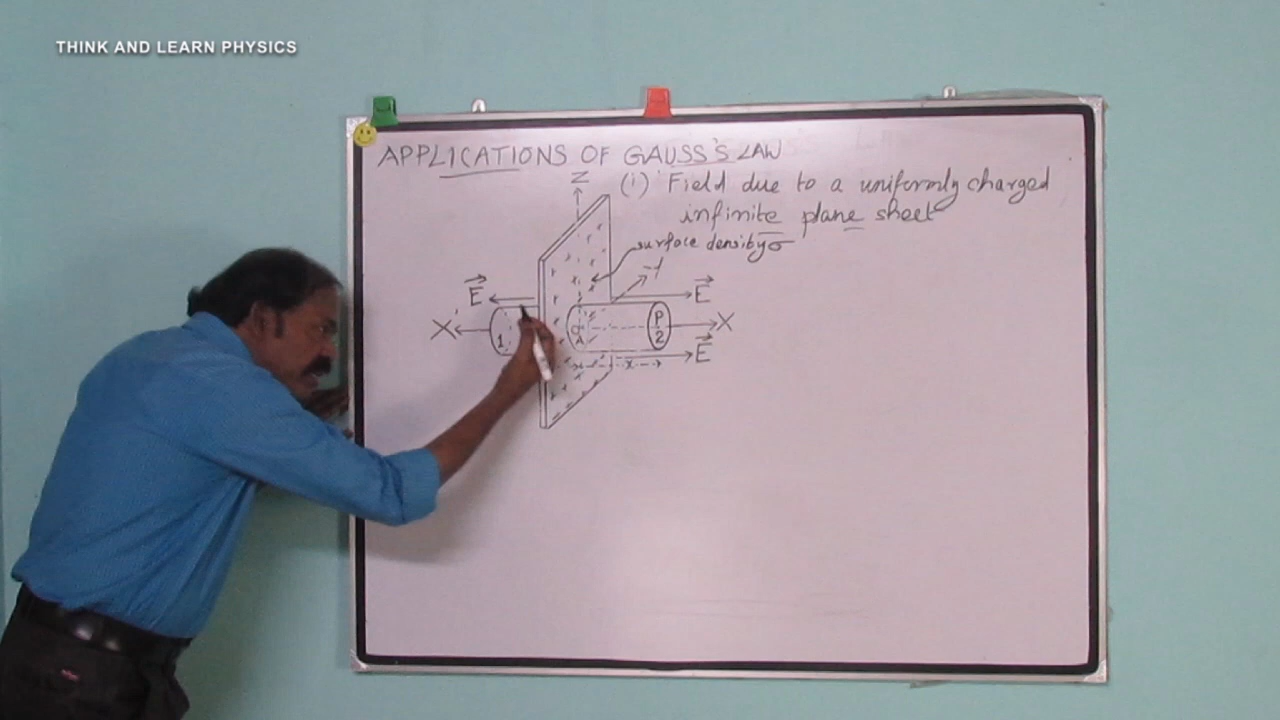 THINK AND LEARN PHYSICS
APPLICATIONS OF GAUSS'S LAW
Z
(i) Field due to a uniformly charged
infinite plane sheet
surface density σ
E
E
X'
1
O
A
P
2
X
E
x